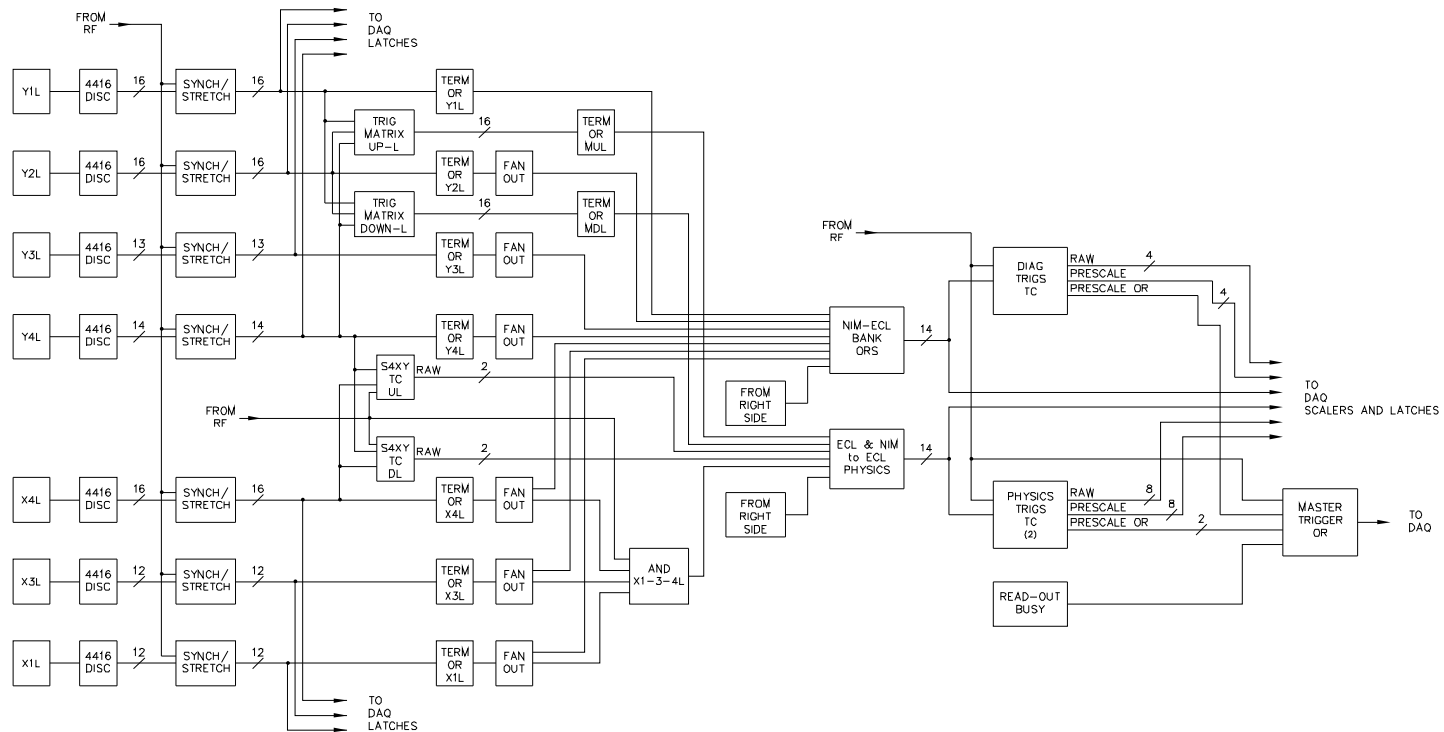 FROM
RF
TO
DAQ
LATCHES
Y1L
4416
DISC
16
SYNCH/
STRETCH
16
TERM
OR
Y1L
TRIG
MATRIX
UP-L
16
TERM
OR
MUL
Y2L
4416
DISC
16
SYNCH/
STRETCH
16
TERM
OR
Y2L
FAN
OUT
TRIG
MATRIX
DOWN-L
16
TERM
OR
MDL
Y3L
4416
DISC
13
SYNCH/
STRETCH
13
TERM
OR
Y3L
FAN
OUT
FROM
RF
DIAG
TRIGS
TC
RAW
4
PRESCALE
4
PRESCALE OR
Y4L
4416
DISC
14
SYNCH/
STRETCH
14
TERM
OR
Y4L
FAN
OUT
NIM-ECL
BANK
ORS
14
S4XY
TC
UL
RAW
2
FROM
RIGHT
SIDE
TO
DAQ
SCALERS AND LATCHES
FROM
RF
S4XY
TC
DL
RAW
2
ECL & NIM
to ECL
PHYSICS
14
X4L
4416
DISC
16
SYNCH/
STRETCH
16
TERM
OR
X4L
FAN
OUT
FROM
RIGHT
SIDE
PHYSICS
TRIGS
TC
(2)
RAW
8
PRESCALE
8
PRESCALE OR
2
MASTER
TRIGGER
OR
TO
DAQ
X3L
4416
DISC
12
SYNCH/
STRETCH
12
TERM
OR
X3L
FAN
OUT
AND
X1-3-4L
READ-OUT
BUSY
X1L
4416
DISC
12
SYNCH/
STRETCH
12
TERM
OR
X1L
FAN
OUT
TO
DAQ
LATCHES